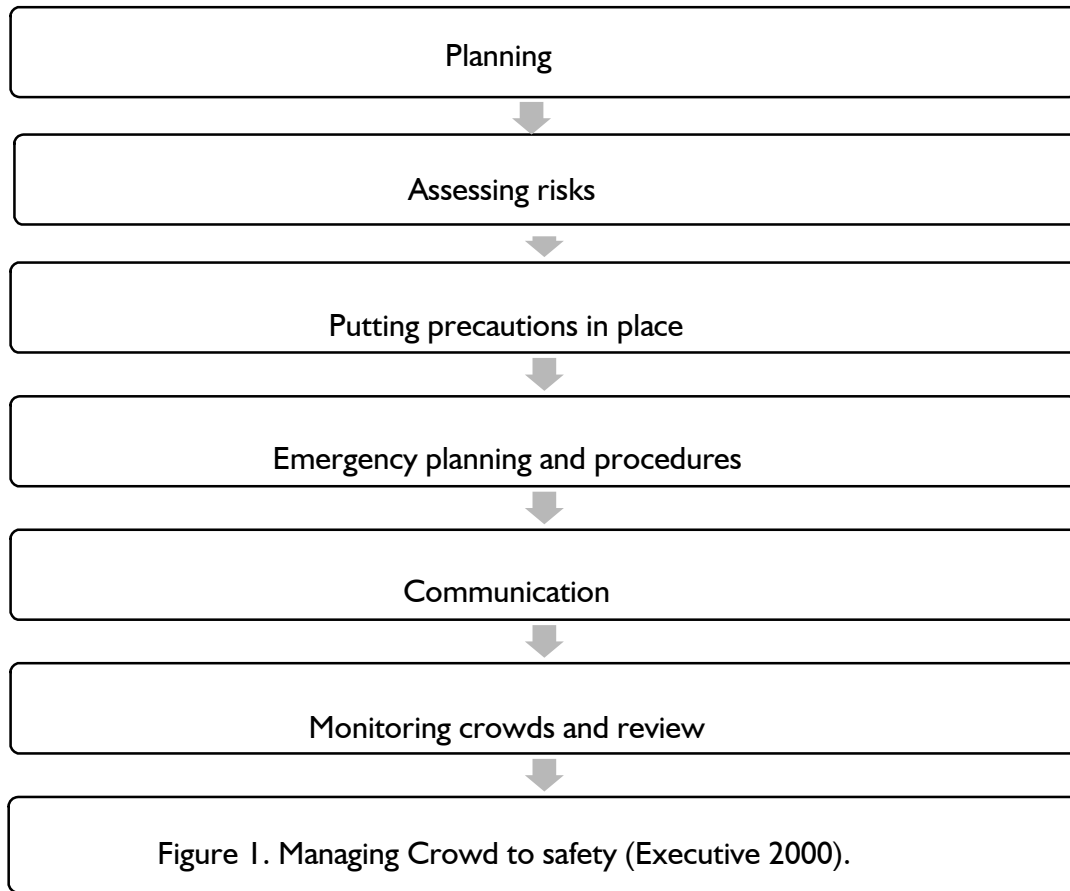 Planning
Assessing risks
Putting precautions in place
Emergency planning and procedures
Communication
Monitoring crowds and review
Figure 1. Managing Crowd to safety (Executive 2000).